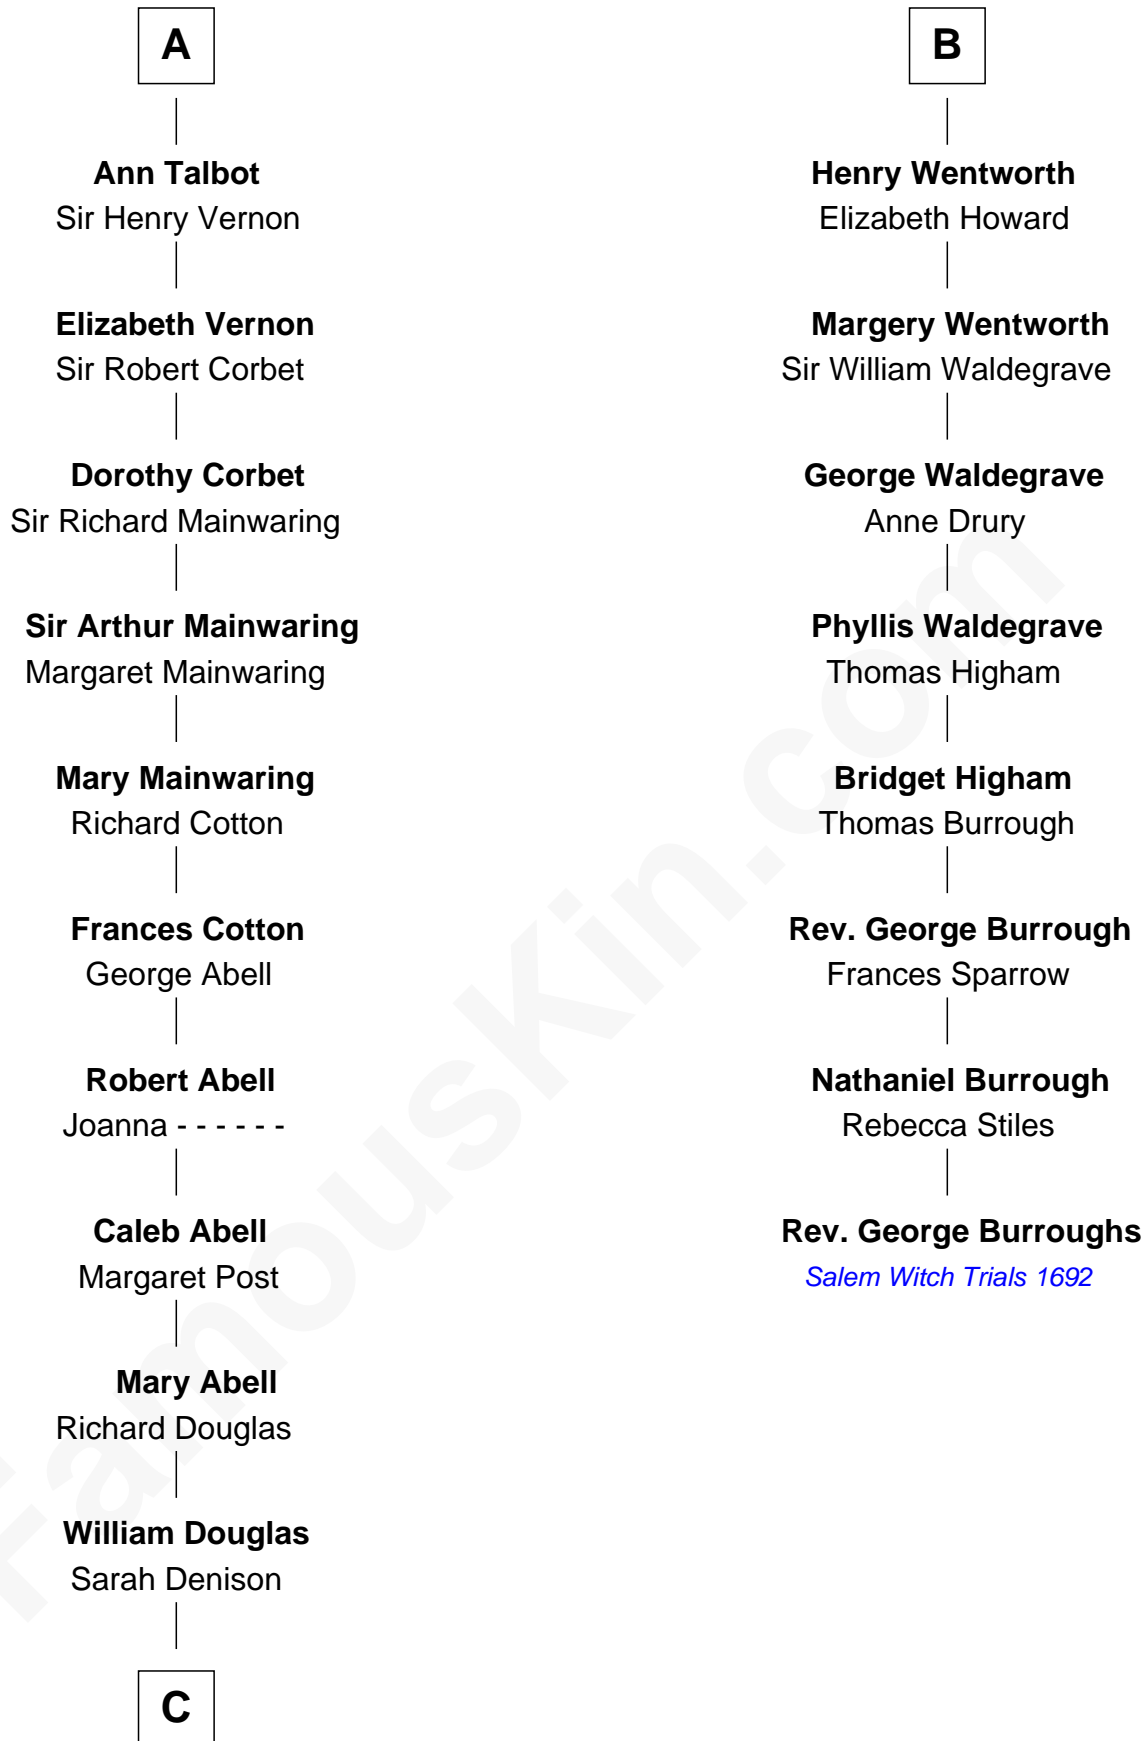 A
Ann Talbot
Sir Henry Vernon
Elizabeth Vernon
Sir Robert Corbet
Dorothy Corbet
Sir Richard Mainwaring
Sir Arthur Mainwaring
Margaret Mainwaring
Mary Mainwaring
Richard Cotton
Frances Cotton
George Abell
Robert Abell
Joanna - - - - - -
Caleb Abell
Margaret Post
Mary Abell
Richard Douglas
William Douglas
Sarah Denison
C
B
Henry Wentworth
Elizabeth Howard
Margery Wentworth
Sir William Waldegrave
George Waldegrave
Anne Drury
Phyllis Waldegrave
Thomas Higham
Bridget Higham
Thomas Burrough
Rev. George Burrough
Frances Sparrow
Nathaniel Burrough
Rebecca Stiles
Rev. George Burroughs
Salem Witch Trials 1692
FamousKin.com